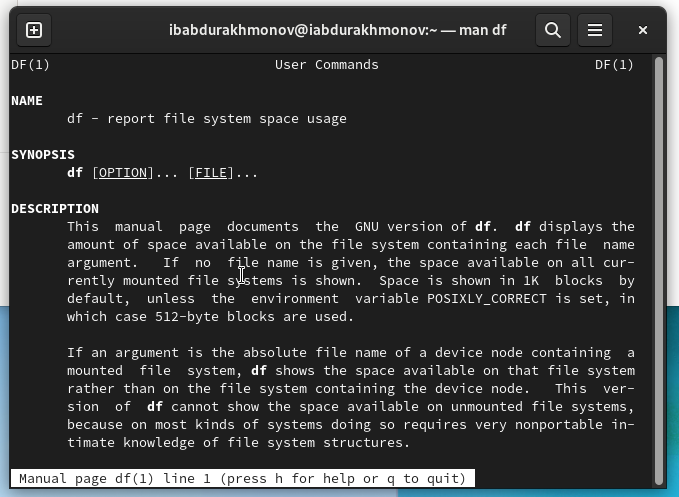 ibabdurakhmonov@iabdurakhmonov:~ — man df
DF(1) User Commands DF(1)
NAME
df - report file system space usage
SYNOPSIS
df [OPTION]... [FILE]...
DESCRIPTION
This manual page documents the GNU version of df. df displays the
amount of space available on the file system containing each file name
argument. If no file name is given, the space available on all cur-
rently mounted file systems is shown. Space is shown in 1K blocks by
default, unless the environment variable POSIXLY_CORRECT is set, in
which case 512-byte blocks are used.
If an argument is the absolute file name of a device node containing a
mounted file system, df shows the space available on that file system
rather than on the file system containing the device node. This ver-
sion of df cannot show the space available on unmounted file systems,
because on most kinds of systems doing so requires very nonportable in-
timate knowledge of file system structures.
Manual page df(1) line 1 (press h for help or q to quit)